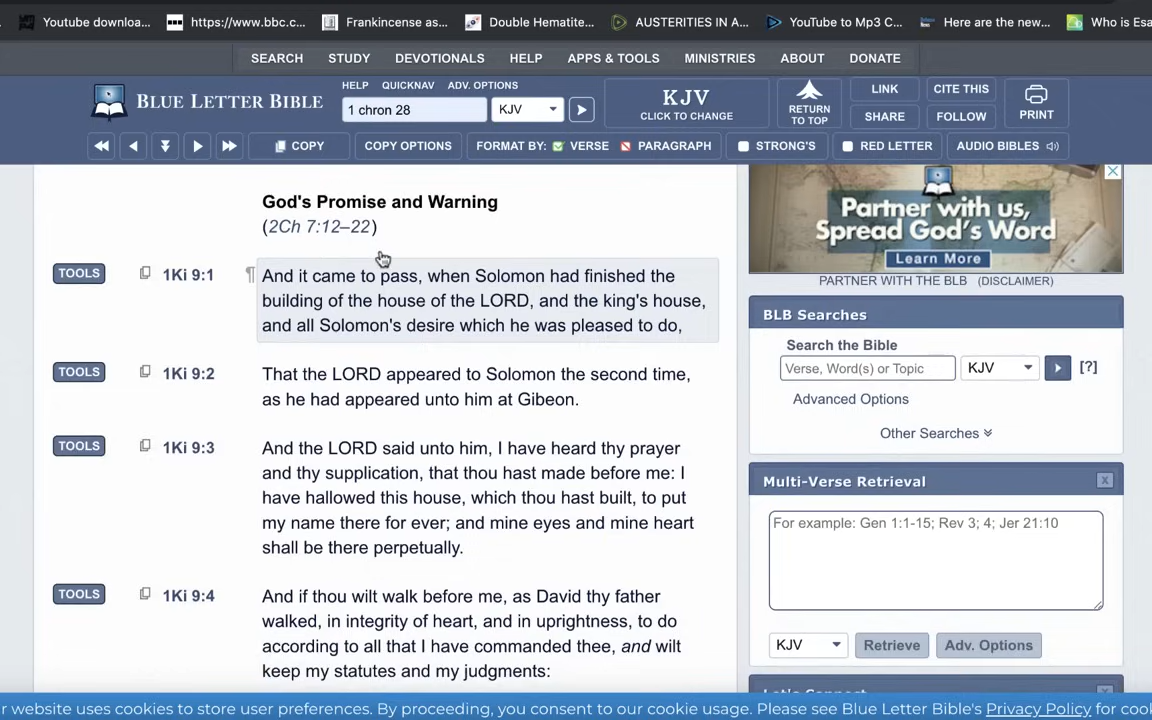 Youtube downloa...
https://www.bbc.c...
Frankincense as...
Double Hematite...
AUSTERITIES IN A...
YouTube to Mp3 C...
Here are the new...
Who is Esa
SEARCH STUDY DEVOTIONALS HELP APPS & TOOLS MINISTRIES ABOUT DONATE
BLUE LETTER BIBLE
HELP QUICKNAV ADV. OPTIONS
1 chron 28 KJV
KJV
CLICK TO CHANGE
RETURN
TO TOP
LINK
CITE THIS
SHARE
FOLLOW
PRINT
COPY COPY OPTIONS FORMAT BY: VERSE PARAGRAPH STRONG'S RED LETTER AUDIO BIBLES
God's Promise and Warning
(2Ch 7:12–22)
TOOLS 1Ki 9:1 ¶ And it came to pass, when Solomon had finished the
building of the house of the LORD, and the king's house,
and all Solomon's desire which he was pleased to do,
TOOLS 1Ki 9:2 That the LORD appeared to Solomon the second time,
as he had appeared unto him at Gibeon.
TOOLS 1Ki 9:3 And the LORD said unto him, I have heard thy prayer
and thy supplication, that thou hast made before me: I
have hallowed this house, which thou hast built, to put
my name there for ever; and mine eyes and mine heart
shall be there perpetually.
TOOLS 1Ki 9:4 And if thou wilt walk before me, as David thy father
walked, in integrity of heart, and in uprightness, to do
according to all that I have commanded thee, and wilt
keep my statutes and my judgments:
Partner with us,
Spread God's Word
Learn More
PARTNER WITH THE BLB (DISCLAIMER)
BLB Searches
Search the Bible
Verse, Word(s) or Topic KJV [?]
Advanced Options
Other Searches
Multi-Verse Retrieval x
For example: Gen 1:1-15; Rev 3; 4; Jer 21:10
KJV Retrieve Adv. Options
Let's Connect x
r website uses cookies to store user preferences. By proceeding, you consent to our cookie usage. Please see Blue Letter Bible's Privacy Policy for cook